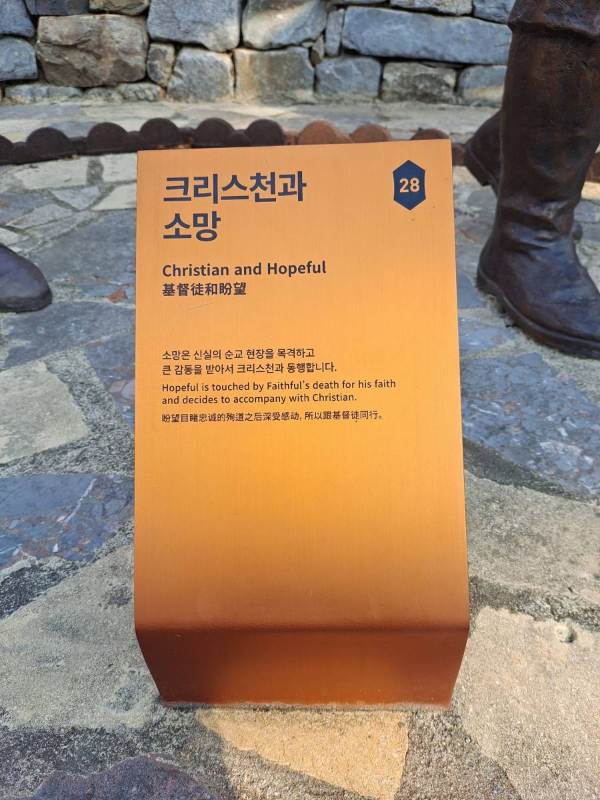 크리스천과
소망
28
Christian and Hopeful
基督徒和盼望
소망은 신실의 순교 현장을 목격하고
큰 감동을 받아서 크리스천과 동행합니다.
Hopeful is touched by Faithful's death for his faith
and decides to accompany with Christian.
盼望目睹忠诚的殉道之后深受感动, 所以跟基督徒同行。